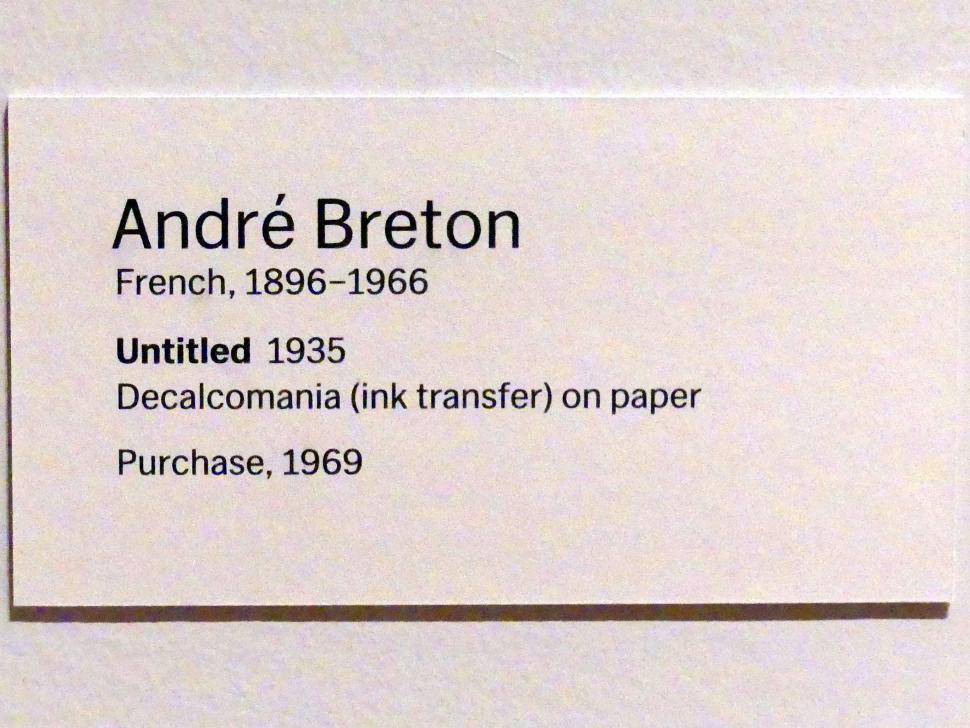 André Breton
French, 1896–1966
Untitled 1935
Decalcomania (ink transfer) on paper
Purchase, 1969